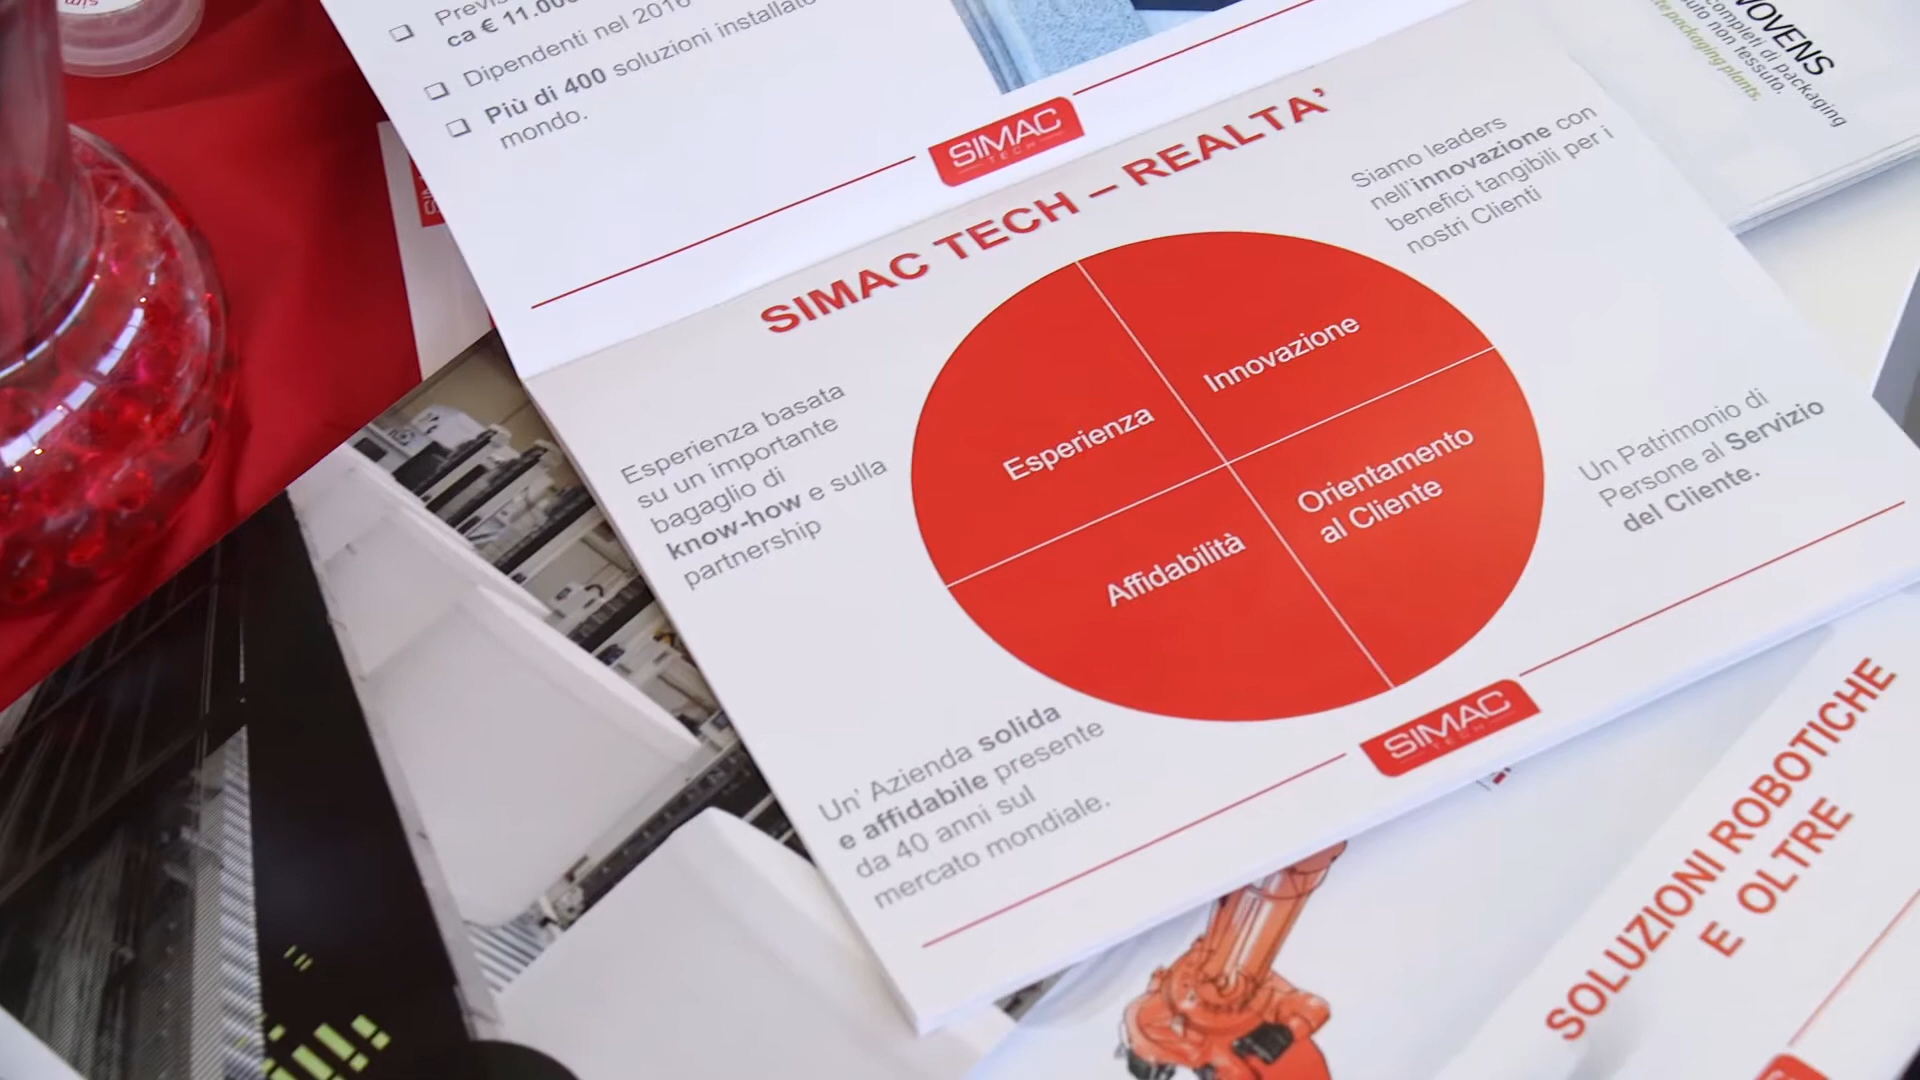 ca € 11.000
Dipendenti nel 2016
Più di 400 soluzioni installate
mondo.
SIMAC
TECH
SIMAC TECH – REALTA’
Siamo leaders
nell'innovazione con
benefici tangibili per i
nostri Clienti
Esperienza basata
su un importante
bagaglio di
know-how e sulla
partnership
Esperienza
Innovazione
Affidabilità
Orientamento
al Cliente
Un Patrimonio di
Persone al Servizio
del Cliente.
Un' Azienda solida
e affidabile presente
da 40 anni sul
mercato mondiale.
SIMAC
TECH
completi di packaging
non tessuto.
packaging plants.
SOLUZIONI ROBOTICHE
E OLTRE